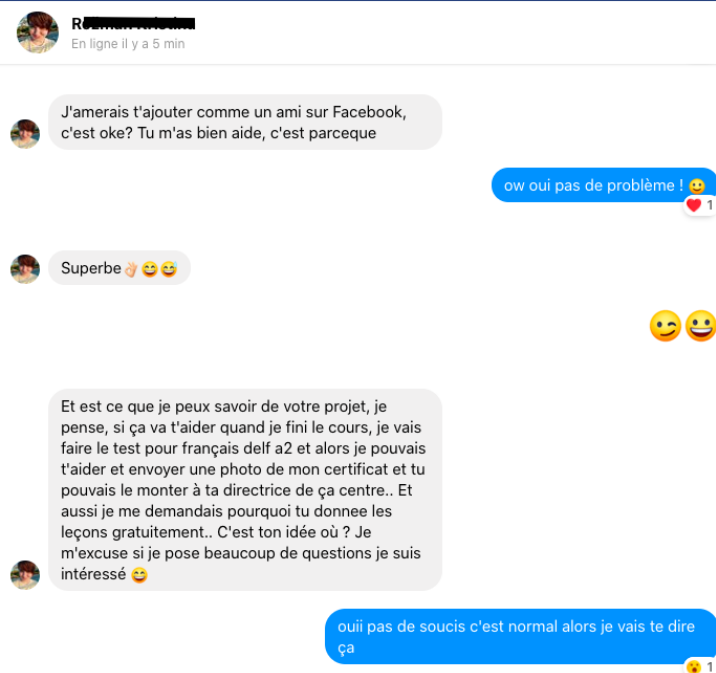 En ligne il y a 5 min
J'amerais t'ajouter comme un ami sur Facebook,
c'est oke? Tu m'as bien aide, c'est parceque
ow oui pas de problème ! 🙂
❤️ 1
Superbe👌🏻😄😅
😉😀
Et est ce que je peux savoir de votre projet, je
pense, si ça va t'aider quand je fini le cours, je vais
faire le test pour français delf a2 et alors je pouvais
t'aider et envoyer une photo de mon certificat et tu
pouvais le monter à ta directrice de ça centre.. Et
aussi je me demandais pourquoi tu donnee les
leçons gratuitement.. C'est ton idée où ? Je
m'excuse si je pose beaucoup de questions je suis
intéressé 😄
ouii pas de soucis c'est normal alors je vais te dire
ça
😮 1